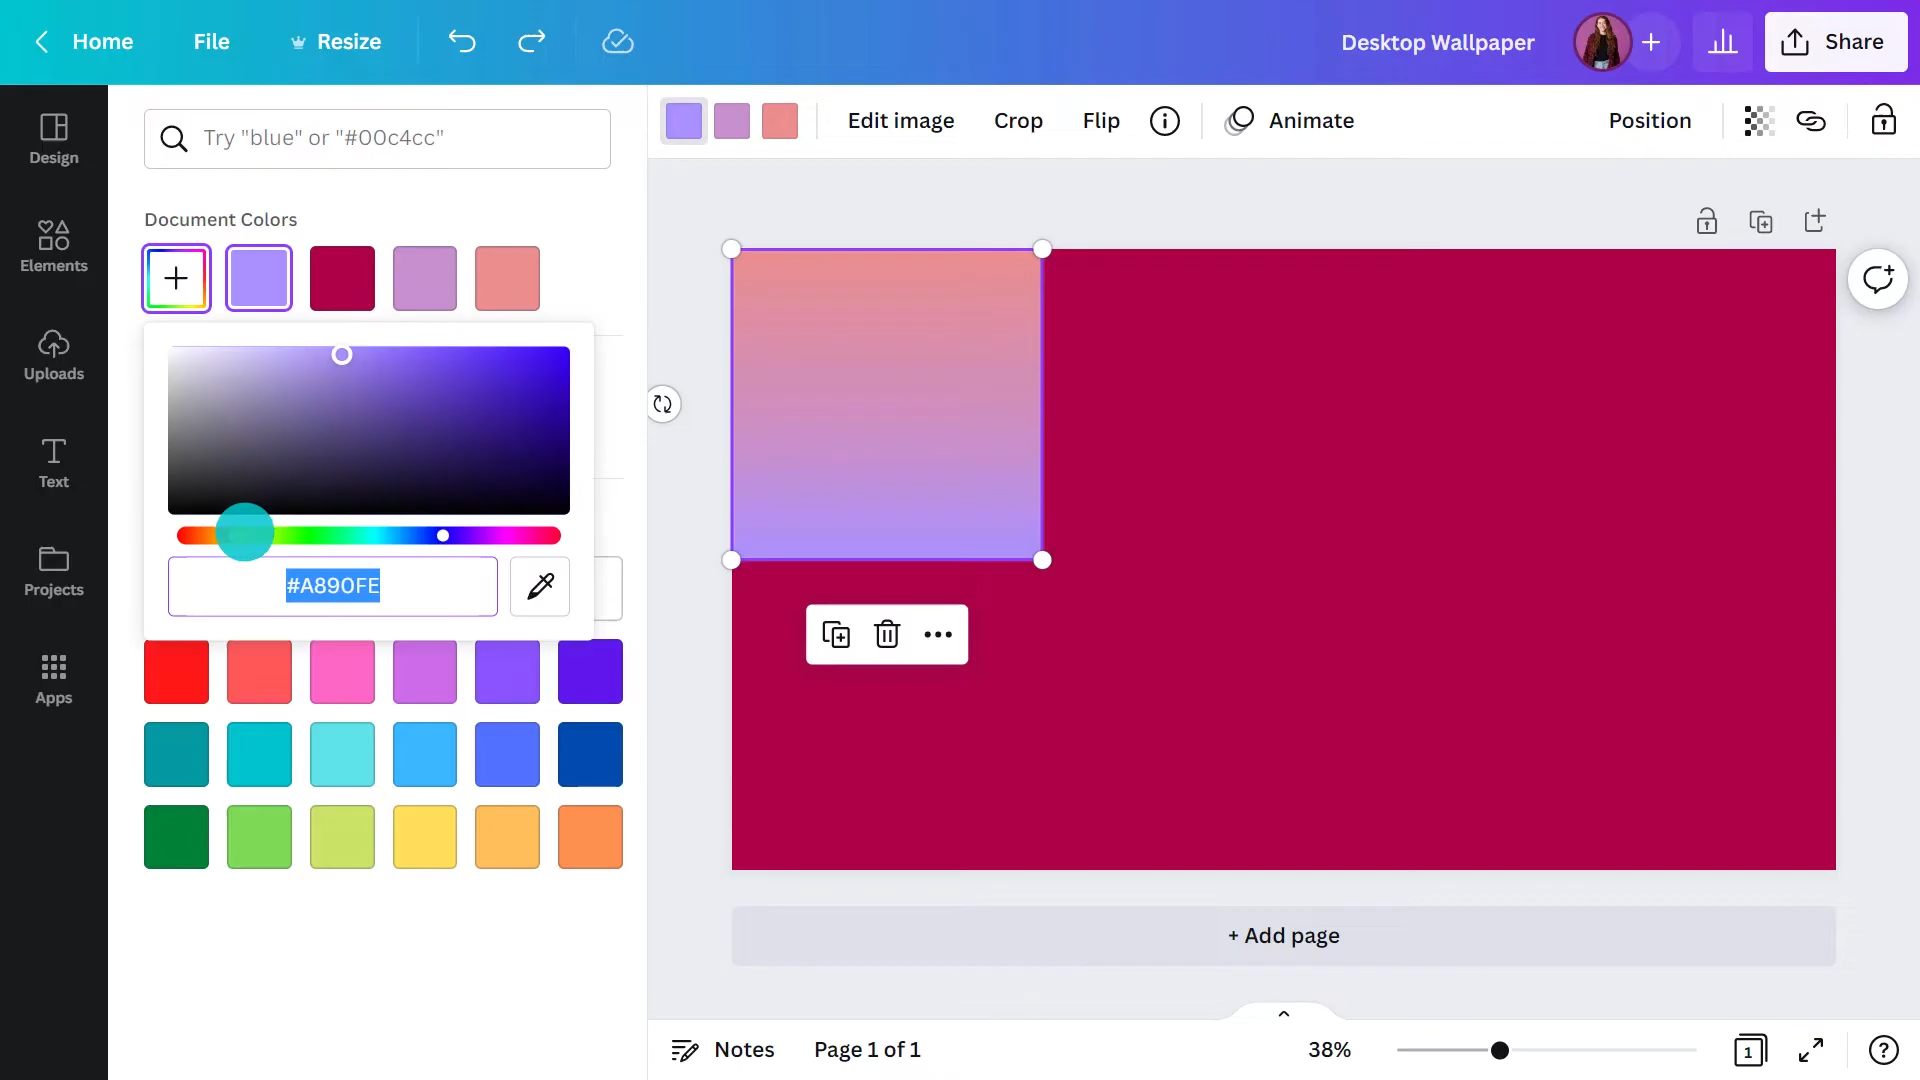 Home
File
Resize
Desktop Wallpaper
Share
Design
Elements
Uploads
Text
Projects
Apps
Try "blue" or "#00c4cc"
Document Colors
#A890FE
Edit image
Crop
Flip
Animate
Position
+ Add page
Notes
Page 1 of 1
38%
1